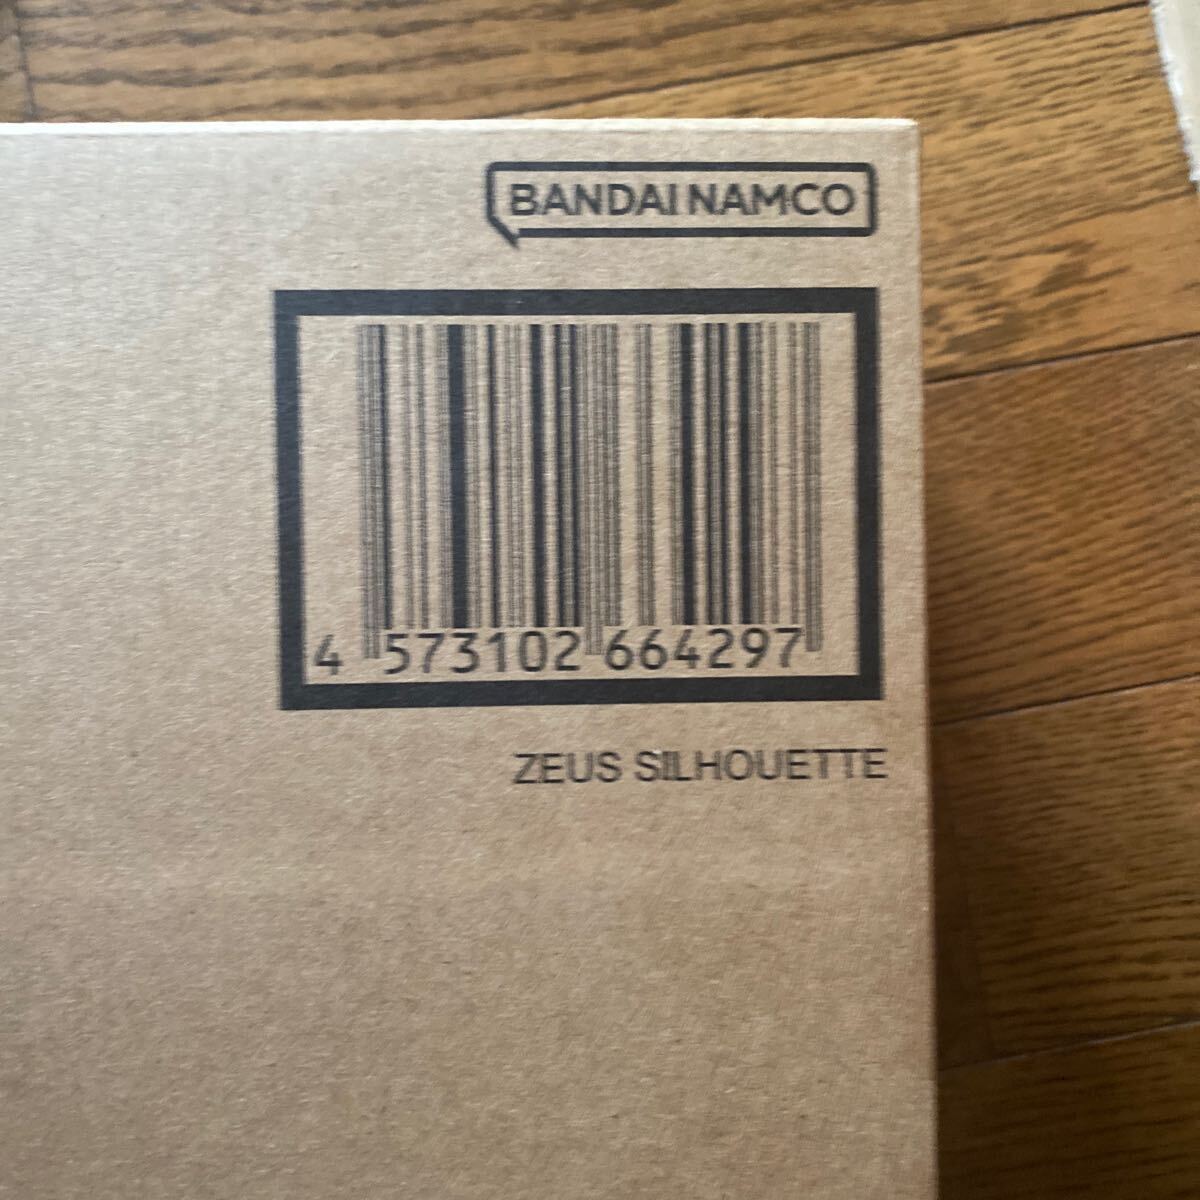 BANDAI NAMCO
4 573102 664297
ZEUS SILHOUETTE